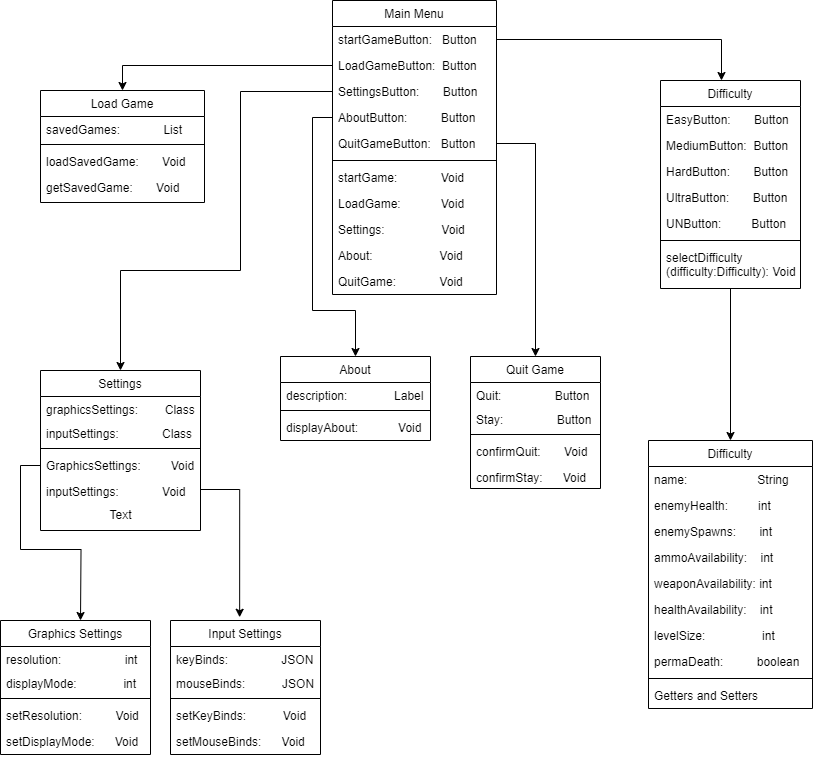 Main Menu
startGameButton: Button
LoadGameButton: Button
SettingsButton: Button
AboutButton: Button
QuitGameButton: Button
startGame: Void
LoadGame: Void
Settings: Void
About: Void
QuitGame: Void
Load Game
savedGames: List
loadSavedGame: Void
getSavedGame: Void
Difficulty
EasyButton: Button
MediumButton: Button
HardButton: Button
UltraButton: Button
UNButton: Button
selectDifficulty
(difficulty:Difficulty): Void
Settings
graphicsSettings: Class
inputSettings: Class
GraphicsSettings: Void
inputSettings: Void
Text
About
description: Label
displayAbout: Void
Quit Game
Quit: Button
Stay: Button
confirmQuit: Void
confirmStay: Void
Difficulty
name: String
enemyHealth: int
enemySpawns: int
ammoAvailability: int
weaponAvailability: int
healthAvailability: int
levelSize: int
permaDeath: boolean
Getters and Setters
Graphics Settings
resolution: int
displayMode: int
setResolution: Void
setDisplayMode: Void
Input Settings
keyBinds: JSON
mouseBinds: JSON
setKeyBinds: Void
setMouseBinds: Void